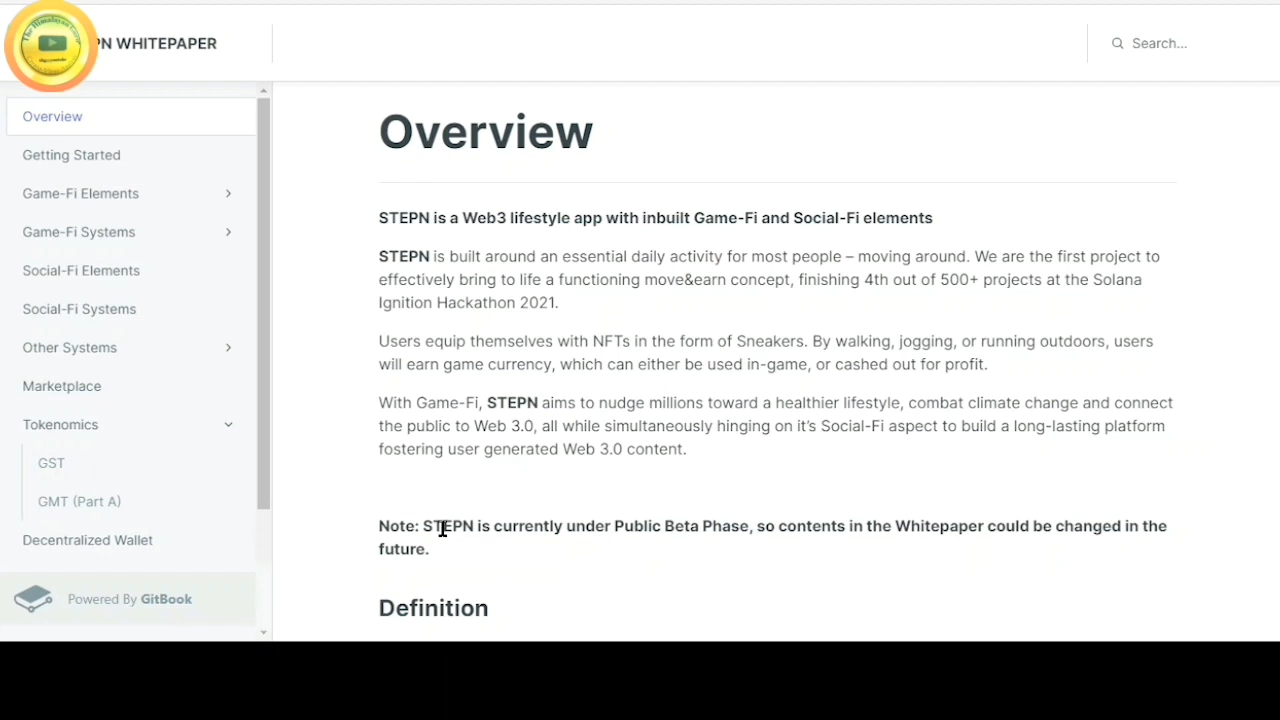 PN WHITEPAPER
Search...
Overview
Getting Started
Game-Fi Elements
Game-Fi Systems
Social-Fi Elements
Social-Fi Systems
Other Systems
Marketplace
Tokenomics
GST
GMT (Part A)
Decentralized Wallet
Powered By GitBook
Overview
STEPN is a Web3 lifestyle app with inbuilt Game-Fi and Social-Fi elements
STEPN is built around an essential daily activity for most people – moving around. We are the first project to
effectively bring to life a functioning move&earn concept, finishing 4th out of 500+ projects at the Solana
Ignition Hackathon 2021.
Users equip themselves with NFTs in the form of Sneakers. By walking, jogging, or running outdoors, users
will earn game currency, which can either be used in-game, or cashed out for profit.
With Game-Fi, STEPN aims to nudge millions toward a healthier lifestyle, combat climate change and connect
the public to Web 3.0, all while simultaneously hinging on it's Social-Fi aspect to build a long-lasting platform
fostering user generated Web 3.0 content.
Note: STEPN is currently under Public Beta Phase, so contents in the Whitepaper could be changed in the
future.
Definition